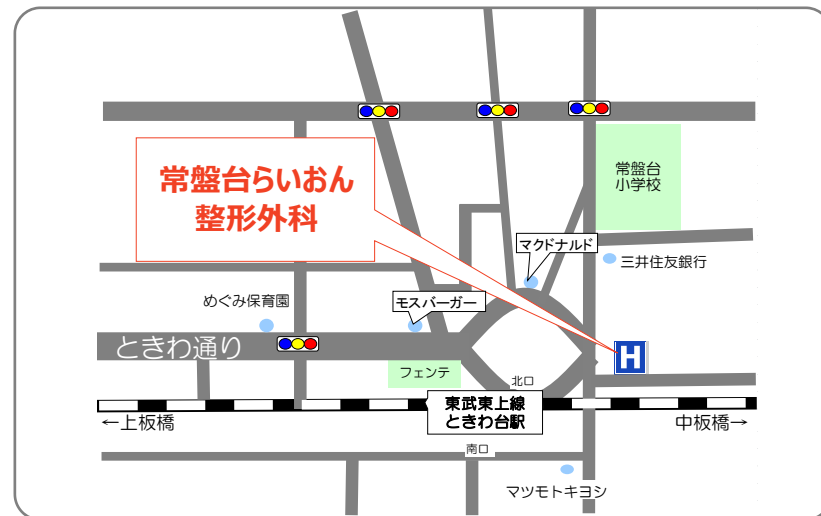 常盤台らいおん
整形外科
常盤台
小学校
マクドナルド
三井住友銀行
めぐみ保育園
モスバーガー
ときわ通り
H
フェンテ
北口
東武東上線
ときわ台駅
←上板橋
中板橋→
南口
マツモトキヨシ